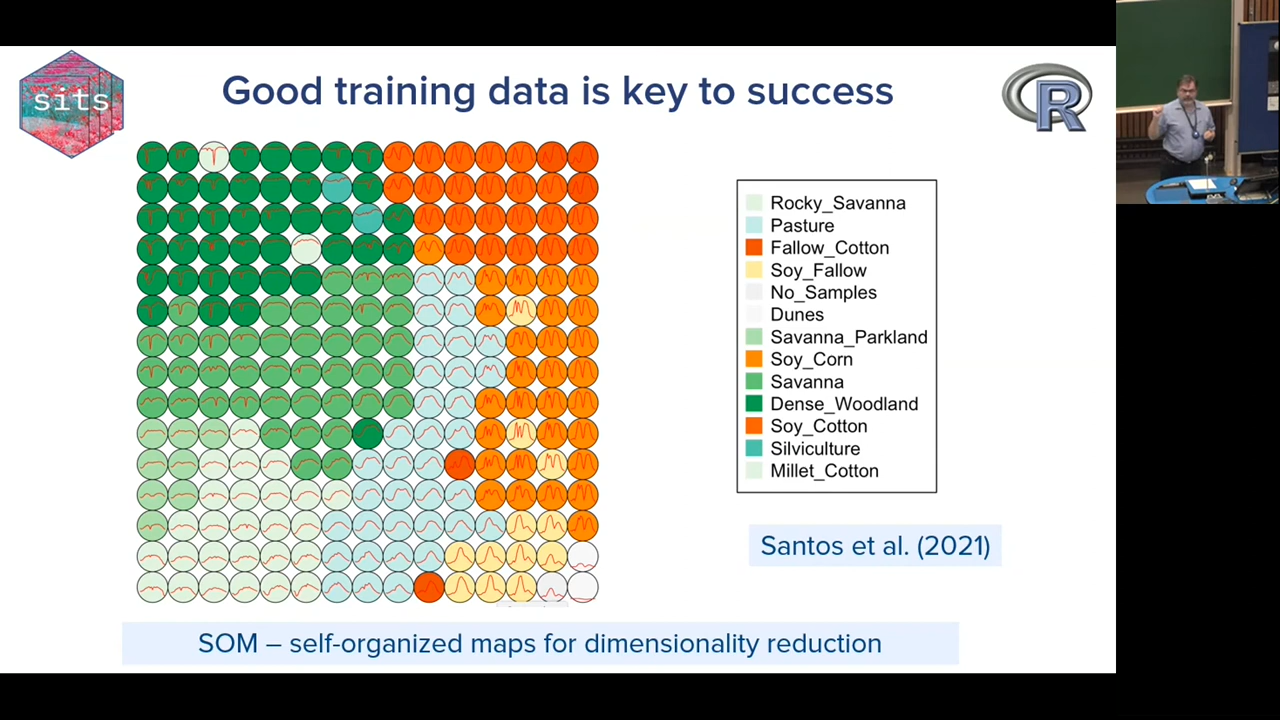 sits
Good training data is key to success
R
Rocky_Savanna
Pasture
Fallow_Cotton
Soy_Fallow
No_Samples
Dunes
Savanna_Parkland
Soy_Corn
Savanna
Dense_Woodland
Soy_Cotton
Silviculture
Millet_Cotton
Santos et al. (2021)
SOM – self-organized maps for dimensionality reduction